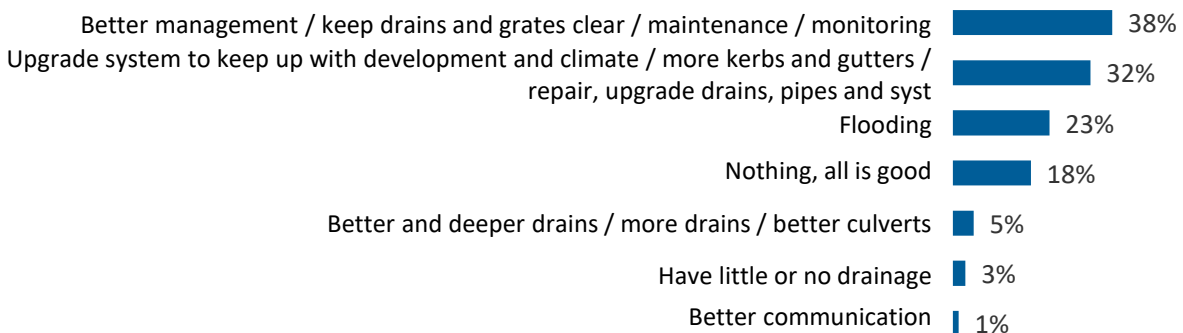 Better management / keep drains and grates clear / maintenance / monitoring 38%
Upgrade system to keep up with development and climate / more kerbs and gutters /
repair, upgrade drains, pipes and syst 32%
Flooding 23%
Nothing, all is good 18%
Better and deeper drains / more drains / better culverts 5%
Have little or no drainage 3%
Better communication 1%